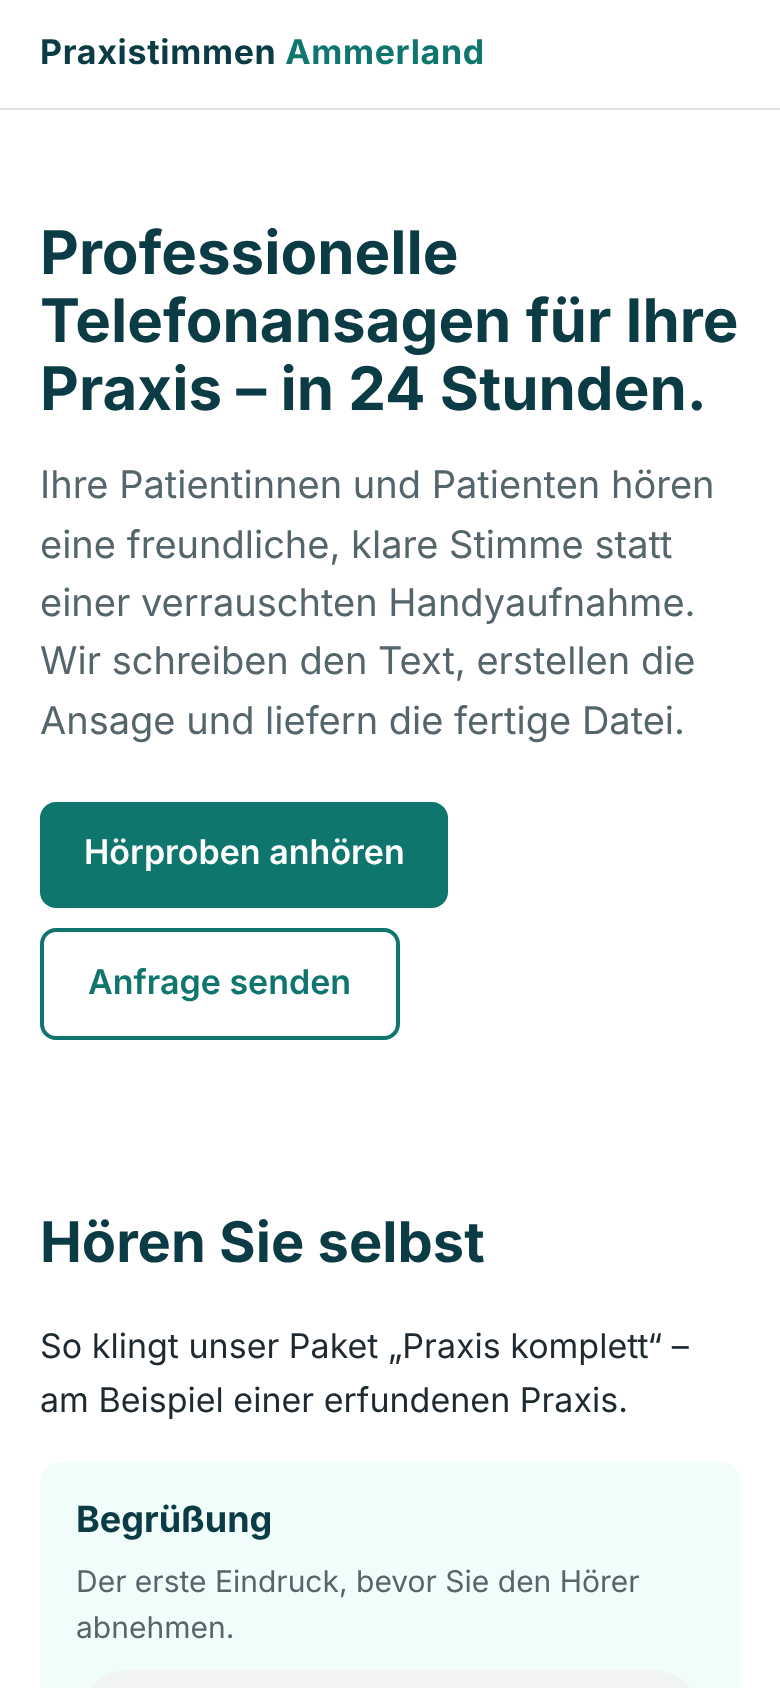 Praxistimmen Ammerland
Professionelle
Telefonansagen für Ihre
Praxis – in 24 Stunden.
Ihre Patientinnen und Patienten hören
eine freundliche, klare Stimme statt
einer verrauschten Handyaufnahme.
Wir schreiben den Text, erstellen die
Ansage und liefern die fertige Datei.
Hörproben anhören
Anfrage senden
Hören Sie selbst
So klingt unser Paket „Praxis komplett“ –
am Beispiel einer erfundenen Praxis.
Begrüßung
Der erste Eindruck, bevor Sie den Hörer
abnehmen.